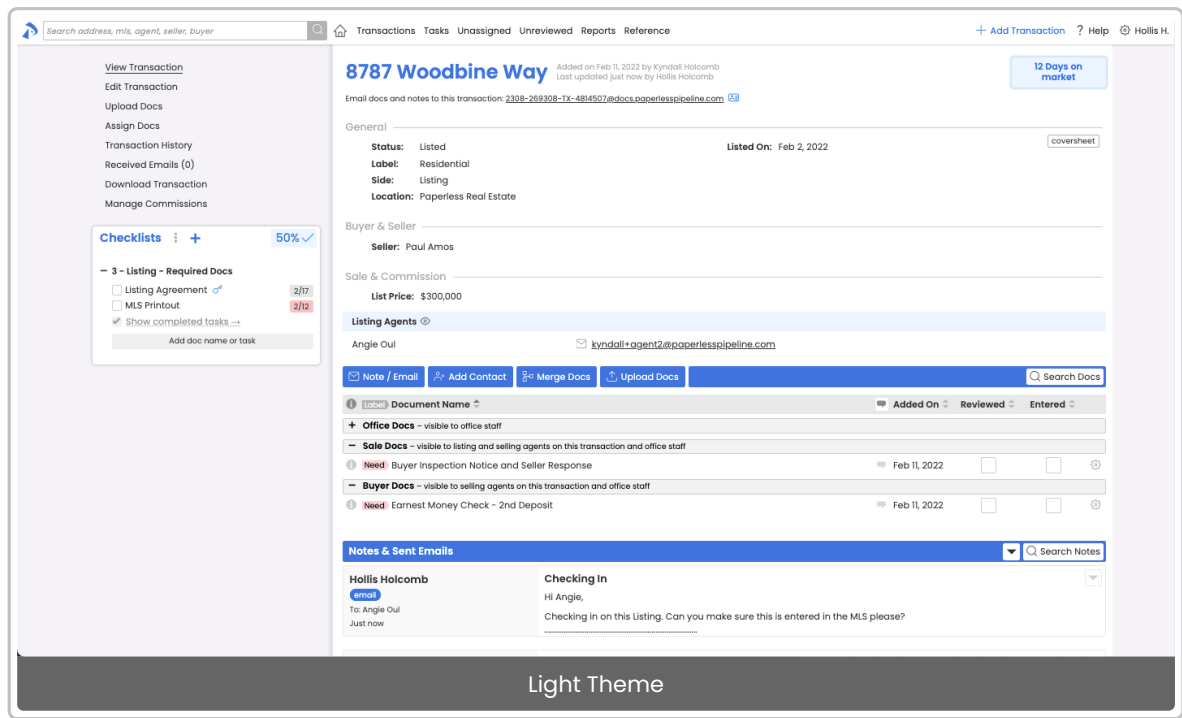 Search address, mls, agent, seller, buyer
Transactions Tasks Unassigned Unreviewed Reports Reference
+ Add Transaction ? Help Hollis H.
View Transaction
Edit Transaction
Upload Docs
Assign Docs
Transaction History
Received Emails (0)
Download Transaction
Manage Commissions
Checklists + 50%
3 - Listing - Required Docs
Listing Agreement 2/17
MLS Printout 2/12
Show completed tasks →
Add doc name or task
8787 Woodbine Way
Added on Feb 11, 2022 by Kyndall Holcomb
Last updated just now by Hollis Holcomb
12 Days on
market
Email docs and notes to this transaction: 2308-269308-TX-4814507@docs.paperlesspipeline.com
General
coversheet
Status: Listed
Listed On: Feb 2, 2022
Label: Residential
Side: Listing
Location: Paperless Real Estate
Buyer & Seller
Seller: Paul Amos
Sale & Commission
List Price: $300,000
Listing Agents
Angie Oul kyndall+agent2@paperlesspipeline.com
Note / Email Add Contact Merge Docs Upload Docs Search Docs
Label Document Name Added On Reviewed Entered
+ Office Docs – visible to office staff
– Sale Docs – visible to listing and selling agents on this transaction and office staff
Need Buyer Inspection Notice and Seller Response Feb 11, 2022
– Buyer Docs – visible to selling agents on this transaction and office staff
Need Earnest Money Check - 2nd Deposit Feb 11, 2022
Notes & Sent Emails Search Notes
Hollis Holcomb
email
To: Angie Oul
Just now
Checking In
Hi Angie,
Checking in on this Listing. Can you make sure this is entered in the MLS please?
Light Theme